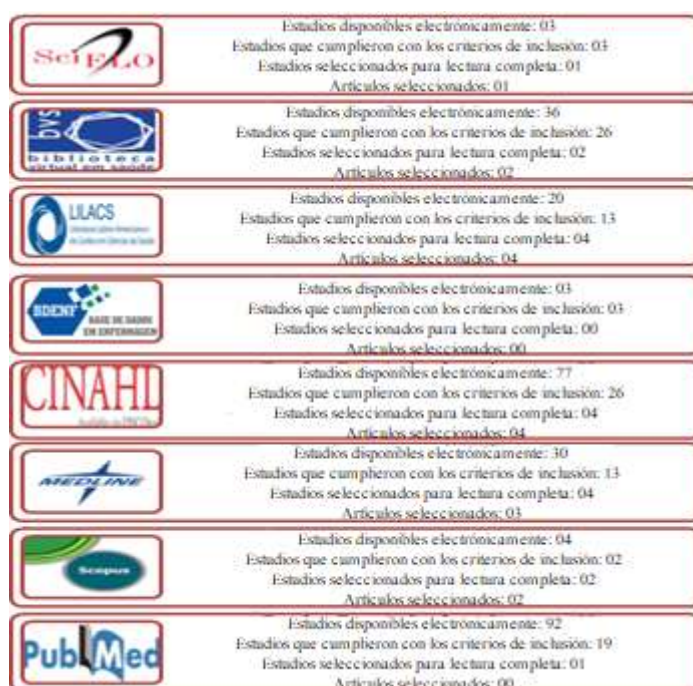 SciELO
Estudios disponibles electrónicamente: 03
Estudios que cumplieron con los criterios de inclusión: 03
Estudios seleccionados para lectura completa: 01
Artículos seleccionados: 01
bvs
biblioteca
virtual em saúde
Estudios disponibles electrónicamente: 36
Estudios que cumplieron con los criterios de inclusión: 26
Estudios seleccionados para lectura completa: 02
Artículos seleccionados: 02
LILACS
Estudios disponibles electrónicamente: 20
Estudios que cumplieron con los criterios de inclusión: 13
Estudios seleccionados para lectura completa: 04
Artículos seleccionados: 04
BDENF
BASE DE DADOS
EM ENFERMAGEM
Estudios disponibles electrónicamente: 03
Estudios que cumplieron con los criterios de inclusión: 03
Estudios seleccionados para lectura completa: 00
Artículos seleccionados: 00
CINAHL
Estudios disponibles electrónicamente: 77
Estudios que cumplieron con los criterios de inclusión: 26
Estudios seleccionados para lectura completa: 04
Artículos seleccionados: 04
MEDLINE
Estudios disponibles electrónicamente: 30
Estudios que cumplieron con los criterios de inclusión: 13
Estudios seleccionados para lectura completa: 04
Artículos seleccionados: 03
Scopus
Estudios disponibles electrónicamente: 04
Estudios que cumplieron con los criterios de inclusión: 02
Estudios seleccionados para lectura completa: 02
Artículos seleccionados: 02
PubMed
Estudios disponibles electrónicamente: 92
Estudios que cumplieron con los criterios de inclusión: 19
Estudios seleccionados para lectura completa: 01
Artículos seleccionados: 00